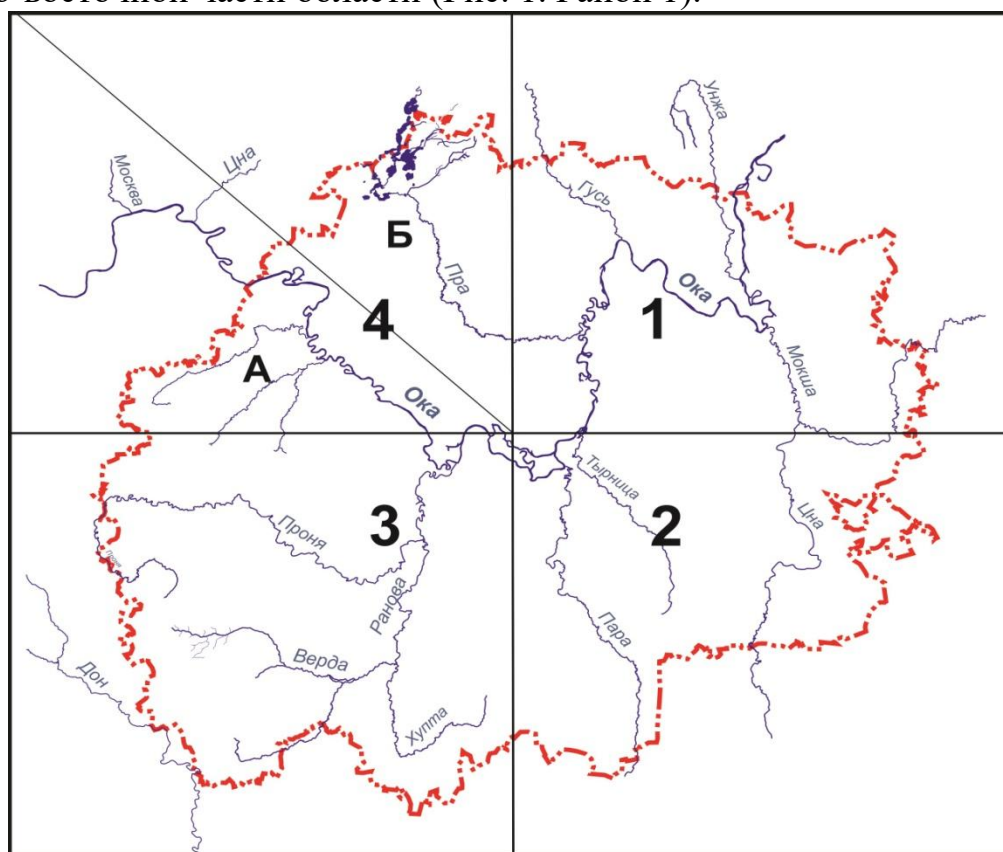 Москва
Цна
Унжа
Гусь
Б
Пра
Ока
4
1
А
Мокша
Ока
Тырница
3
2
Проня
Цна
Ранова
Пара
Верда
Дон
Хупта